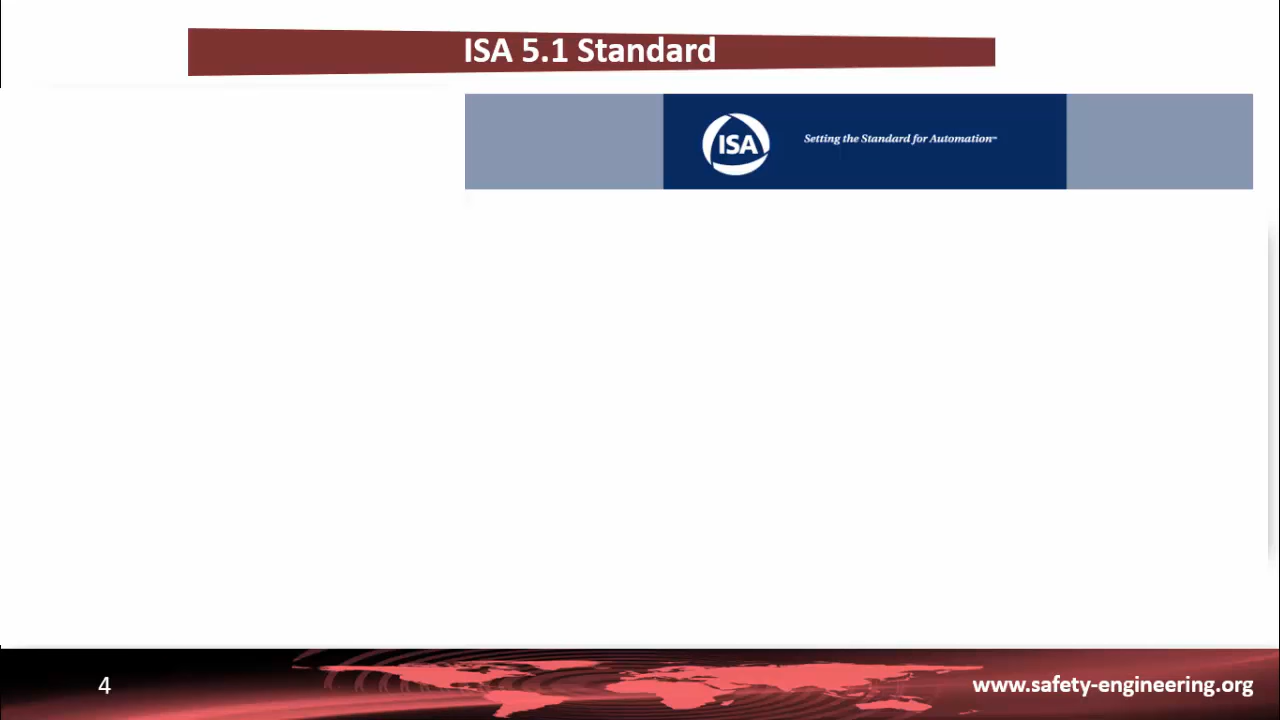 ISA 5.1 Standard
ISA
Setting the Standard for Automation™
4
www.safety-engineering.org